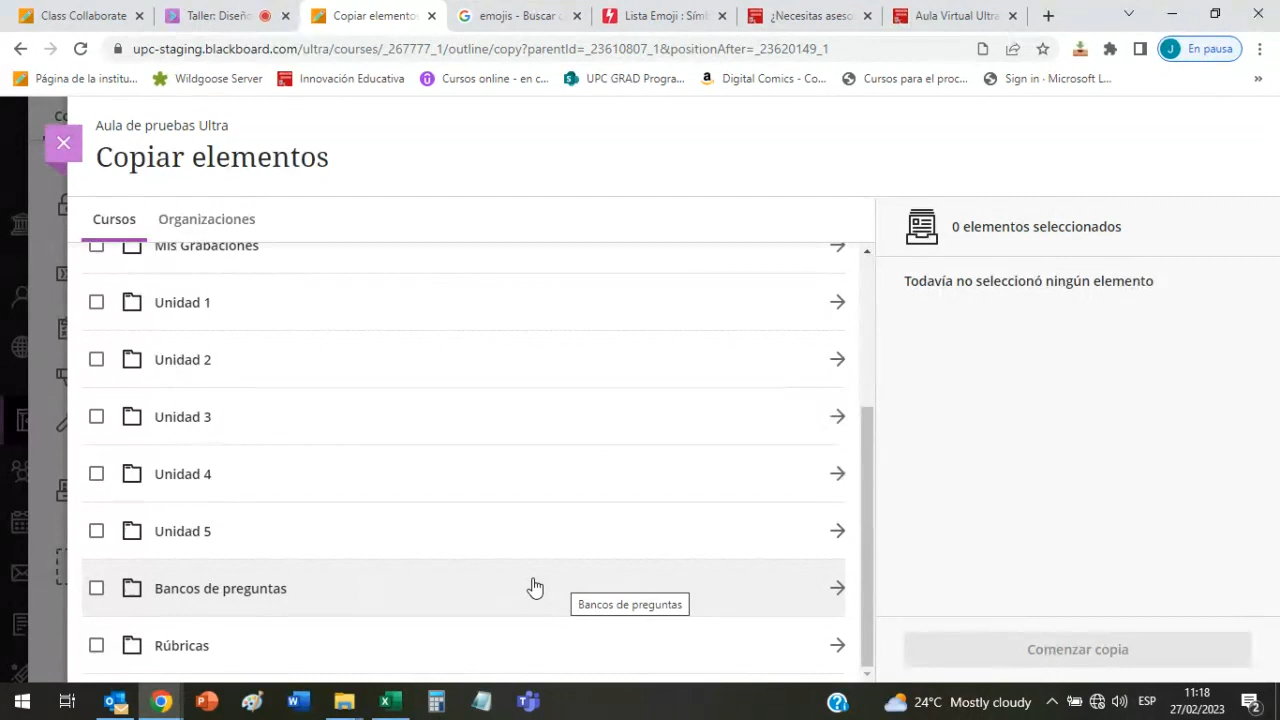 Class Collaborate
Taller: Diseñ
Copiar elemento
emojis - Buscar c
Lista Emoji : Símb
¿Necesitas aseso
Aula Virtual Ultra
upc-staging.blackboard.com/ultra/courses/_267777_1/outline/copy?parentId=_23610807_1&positionAfter=_23620149_1
J En pausa
Página de la institu...
Wildgoose Server
Innovación Educativa
Cursos online - en c...
UPC GRAD Progra...
Digital Comics - Co...
Cursos para el proc...
Sign in · Microsoft L...
»
Co
Aula de pruebas Ultra
Copiar elementos
Cursos
Organizaciones
0 elementos seleccionados
Mis Grabaciones
Todavía no seleccionó ningún elemento
Unidad 1
Unidad 2
Unidad 3
Unidad 4
Unidad 5
Bancos de preguntas
Bancos de preguntas
Rúbricas
Comenzar copia
24°C Mostly cloudy
ESP
11:18
27/02/2023
2